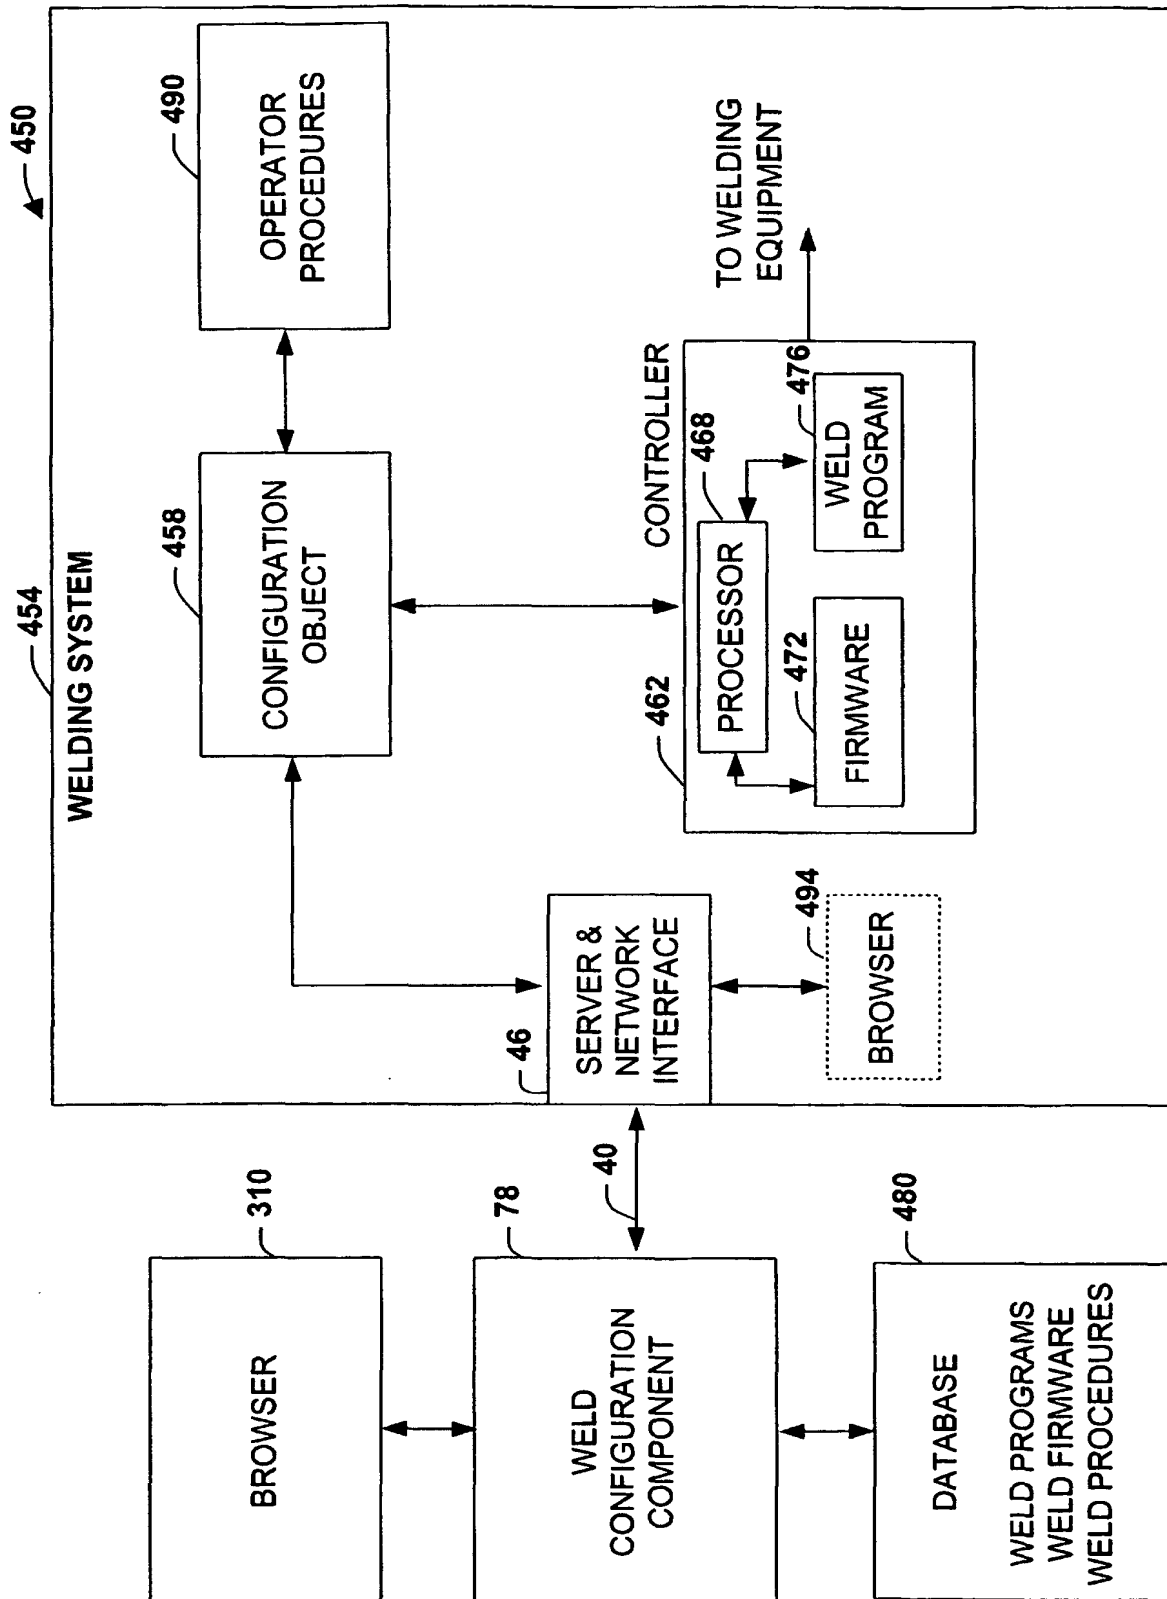 450
454
WELDING SYSTEM
310
BROWSER
78
WELD
CONFIGURATION
COMPONENT
480
DATABASE
WELD PROGRAMS
WELD FIRMWARE
WELD PROCEDURES
40
46
SERVER &
NETWORK
INTERFACE
494
BROWSER
458
CONFIGURATION
OBJECT
490
OPERATOR
PROCEDURES
462
CONTROLLER
468
PROCESSOR
472
FIRMWARE
476
WELD
PROGRAM
TO WELDING
EQUIPMENT